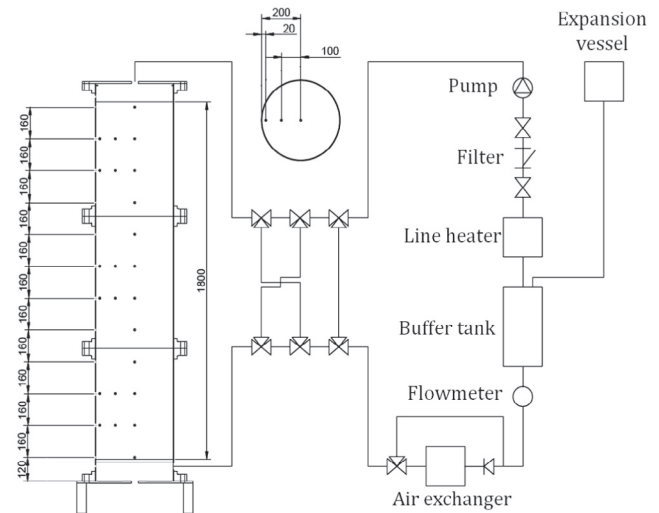 200
20
100
Expansion
vessel
Pump
Filter
Line heater
Buffer tank
Flowmeter
Air exchanger
1800
160
160
160
160
160
160
160
160
160
160
160
120